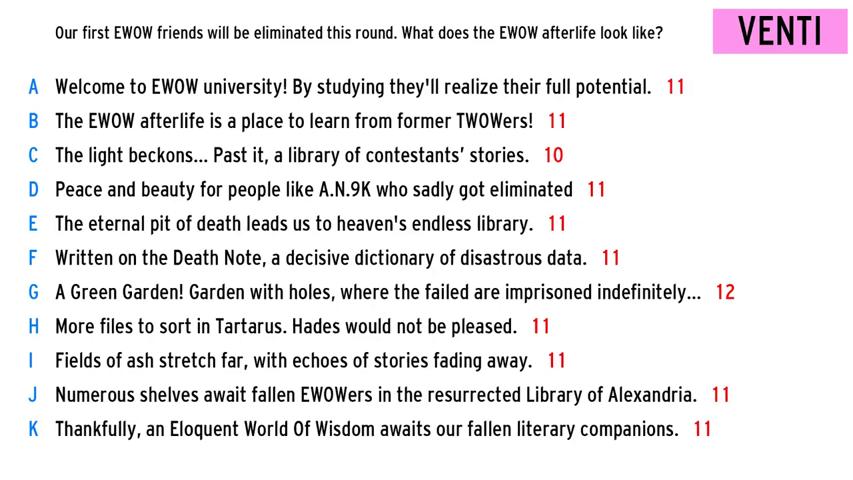 Our first EWOW friends will be eliminated this round. What does the EWOW afterlife look like?
VENTI
A Welcome to EWOW university! By studying they'll realize their full potential. 11
B The EWOW afterlife is a place to learn from former TWOWers! 11
C The light beckons... Past it, a library of contestants’ stories. 10
D Peace and beauty for people like A.N.9K who sadly got eliminated 11
E The eternal pit of death leads us to heaven's endless library. 11
F Written on the Death Note, a decisive dictionary of disastrous data. 11
G A Green Garden! Garden with holes, where the failed are imprisoned indefinitely... 12
H More files to sort in Tartarus. Hades would not be pleased. 11
I Fields of ash stretch far, with echoes of stories fading away. 11
J Numerous shelves await fallen EWOWers in the resurrected Library of Alexandria. 11
K Thankfully, an Eloquent World Of Wisdom awaits our fallen literary companions. 11